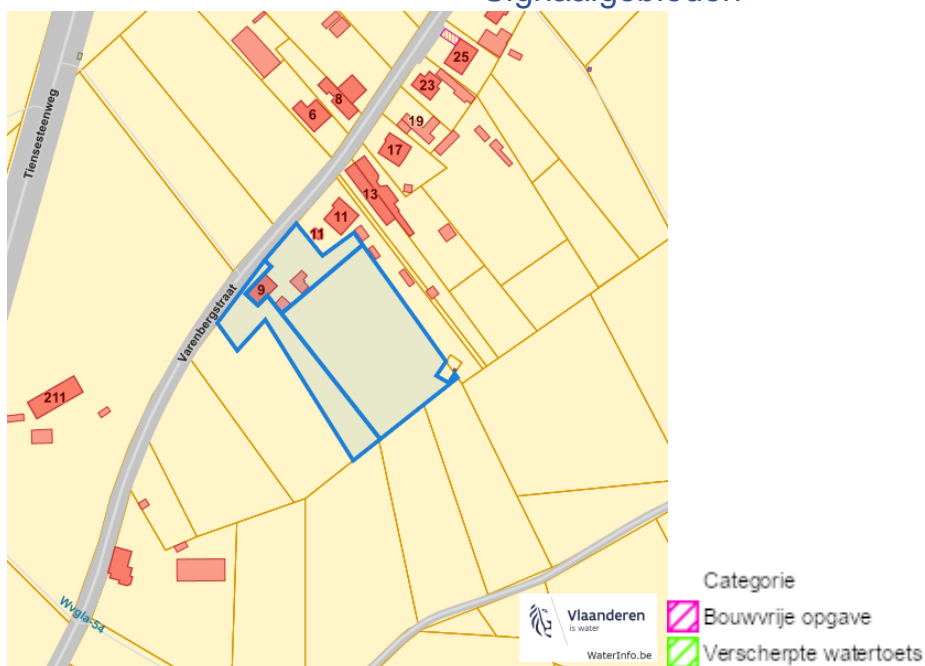 Signaalgebieden
25
23
8
6
19
17
13
11
11
9
211
Tiensesteenweg
Varenbergstraat
Wvgla-54
Vlaanderen
is water
WaterInfo.be
Categorie
Bouwvrije opgave
Verscherpte watertoets